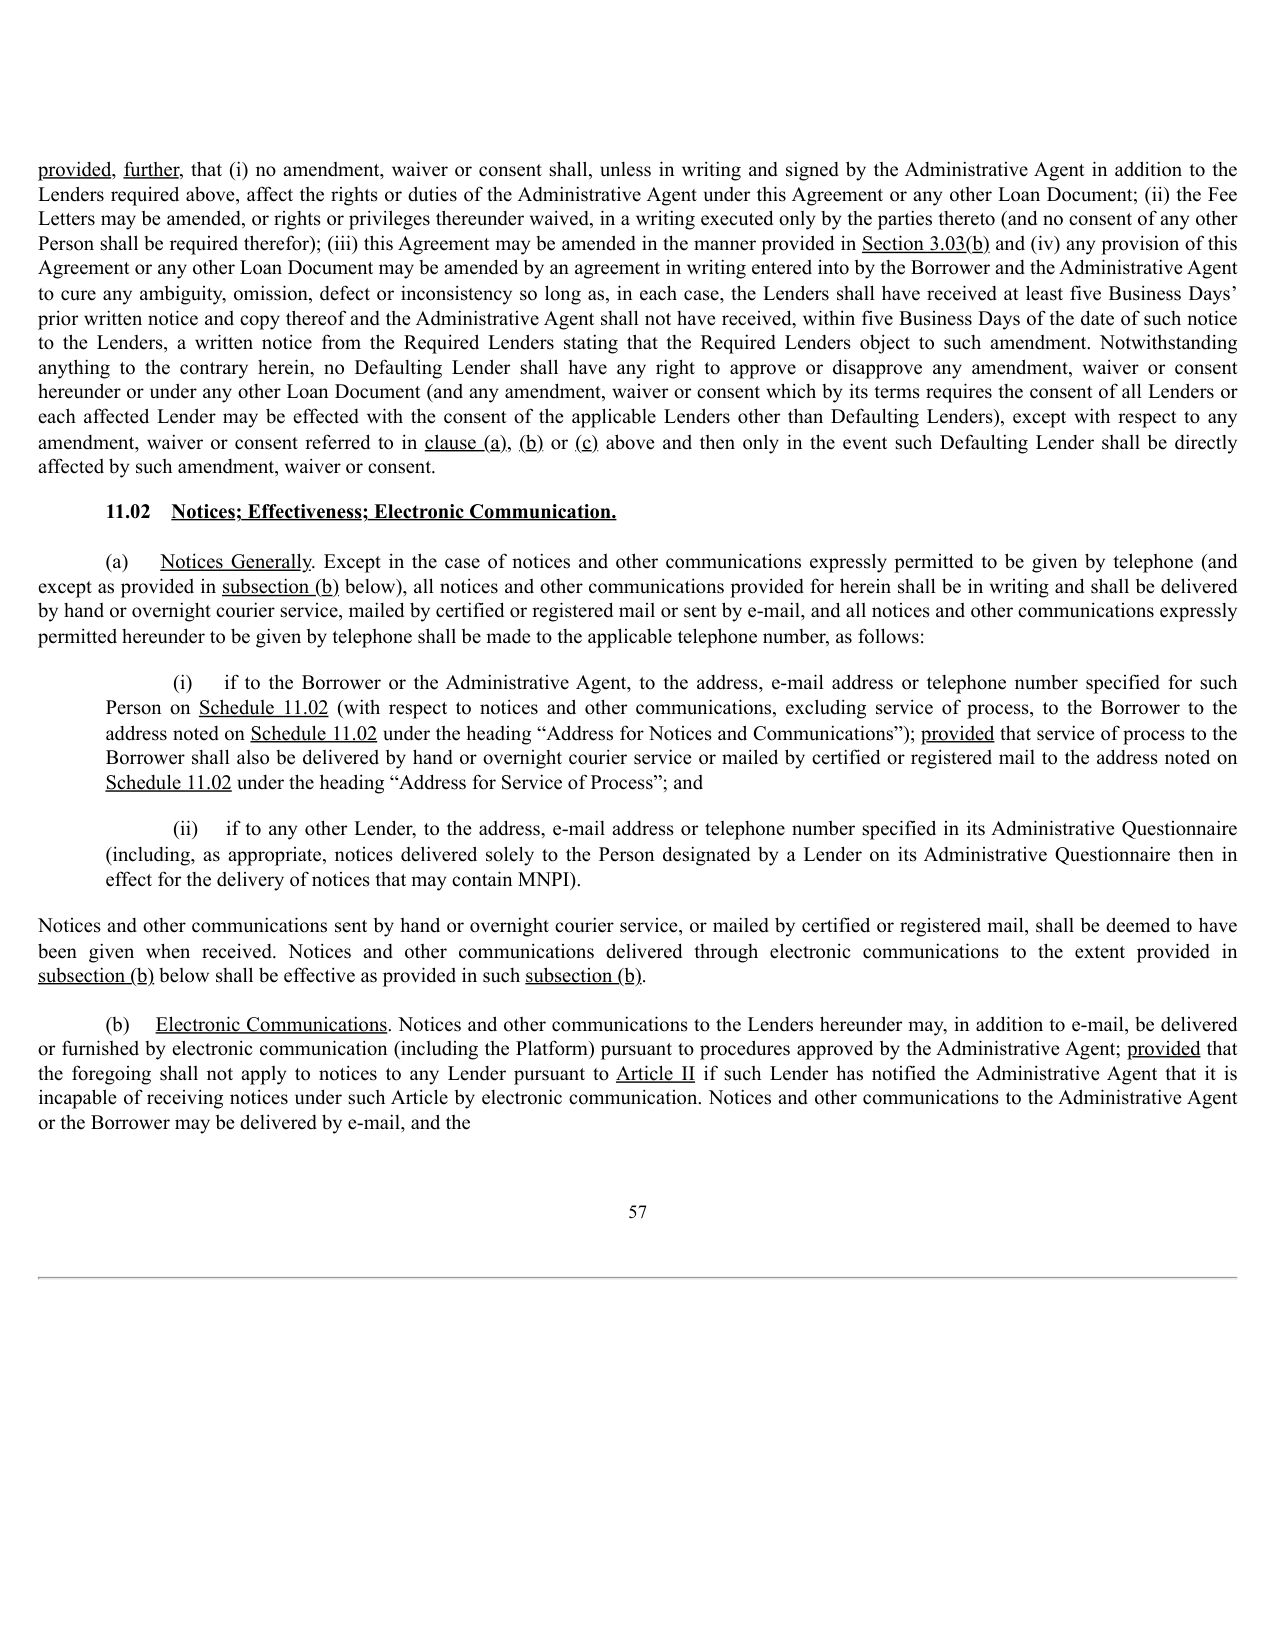 provided, further, that (i) no amendment, waiver or consent shall, unless in writing and signed by the Administrative Agent in addition to the
Lenders required above, affect the rights or duties of the Administrative Agent under this Agreement or any other Loan Document; (ii) the Fee
Letters may be amended, or rights or privileges thereunder waived, in a writing executed only by the parties thereto (and no consent of any other
Person shall be required therefor); (iii) this Agreement may be amended in the manner provided in Section 3.03(b) and (iv) any provision of this
Agreement or any other Loan Document may be amended by an agreement in writing entered into by the Borrower and the Administrative Agent
to cure any ambiguity, omission, defect or inconsistency so long as, in each case, the Lenders shall have received at least five Business Days’
prior written notice and copy thereof and the Administrative Agent shall not have received, within five Business Days of the date of such notice
to the Lenders, a written notice from the Required Lenders stating that the Required Lenders object to such amendment. Notwithstanding
anything to the contrary herein, no Defaulting Lender shall have any right to approve or disapprove any amendment, waiver or consent
hereunder or under any other Loan Document (and any amendment, waiver or consent which by its terms requires the consent of all Lenders or
each affected Lender may be effected with the consent of the applicable Lenders other than Defaulting Lenders), except with respect to any
amendment, waiver or consent referred to in clause (a), (b) or (c) above and then only in the event such Defaulting Lender shall be directly
affected by such amendment, waiver or consent.
11.02 Notices; Effectiveness; Electronic Communication.
(a) Notices Generally. Except in the case of notices and other communications expressly permitted to be given by telephone (and
except as provided in subsection (b) below), all notices and other communications provided for herein shall be in writing and shall be delivered
by hand or overnight courier service, mailed by certified or registered mail or sent by e-mail, and all notices and other communications expressly
permitted hereunder to be given by telephone shall be made to the applicable telephone number, as follows:
(i) if to the Borrower or the Administrative Agent, to the address, e-mail address or telephone number specified for such
Person on Schedule 11.02 (with respect to notices and other communications, excluding service of process, to the Borrower to the
address noted on Schedule 11.02 under the heading “Address for Notices and Communications”); provided that service of process to the
Borrower shall also be delivered by hand or overnight courier service or mailed by certified or registered mail to the address noted on
Schedule 11.02 under the heading “Address for Service of Process”; and
(ii) if to any other Lender, to the address, e-mail address or telephone number specified in its Administrative Questionnaire
(including, as appropriate, notices delivered solely to the Person designated by a Lender on its Administrative Questionnaire then in
effect for the delivery of notices that may contain MNPI).
Notices and other communications sent by hand or overnight courier service, or mailed by certified or registered mail, shall be deemed to have
been given when received. Notices and other communications delivered through electronic communications to the extent provided in
subsection (b) below shall be effective as provided in such subsection (b).
(b) Electronic Communications. Notices and other communications to the Lenders hereunder may, in addition to e-mail, be delivered
or furnished by electronic communication (including the Platform) pursuant to procedures approved by the Administrative Agent; provided that
the foregoing shall not apply to notices to any Lender pursuant to Article II if such Lender has notified the Administrative Agent that it is
incapable of receiving notices under such Article by electronic communication. Notices and other communications to the Administrative Agent
or the Borrower may be delivered by e-mail, and the
57